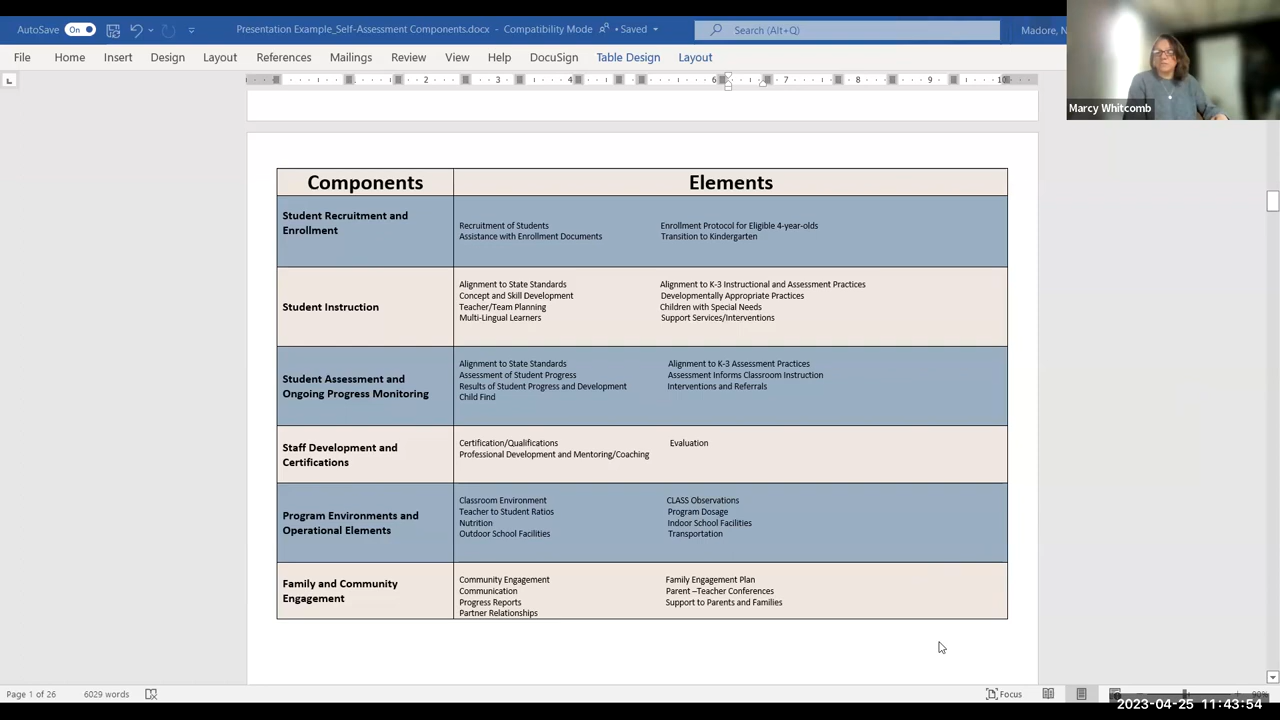 AutoSave On Presentation Example_Self-Assessment Components.docx - Compatibility Mode • Saved Search (Alt+Q) Madore, N
File Home Insert Design Layout References Mailings Review View Help DocuSign Table Design Layout
2 3 4 5 6 7 8 9 10
Marcy Whitcomb
Components Elements
Student Recruitment and
Enrollment
Recruitment of Students Enrollment Protocol for Eligible 4-year-olds
Assistance with Enrollment Documents Transition to Kindergarten
Student Instruction
Alignment to State Standards Alignment to K-3 Instructional and Assessment Practices
Concept and Skill Development Developmentally Appropriate Practices
Teacher/Team Planning Children with Special Needs
Multi-Lingual Learners Support Services/Interventions
Student Assessment and
Ongoing Progress Monitoring
Alignment to State Standards Alignment to K-3 Assessment Practices
Assessment of Student Progress Assessment Informs Classroom Instruction
Results of Student Progress and Development Interventions and Referrals
Child Find
Staff Development and
Certifications
Certification/Qualifications Evaluation
Professional Development and Mentoring/Coaching
Program Environments and
Operational Elements
Classroom Environment CLASS Observations
Teacher to Student Ratios Program Dosage
Nutrition Indoor School Facilities
Outdoor School Facilities Transportation
Family and Community
Engagement
Community Engagement Family Engagement Plan
Communication Parent –Teacher Conferences
Progress Reports Support to Parents and Families
Partner Relationships
Page 1 of 26 6029 words Focus
2023-04-25 11:43:54